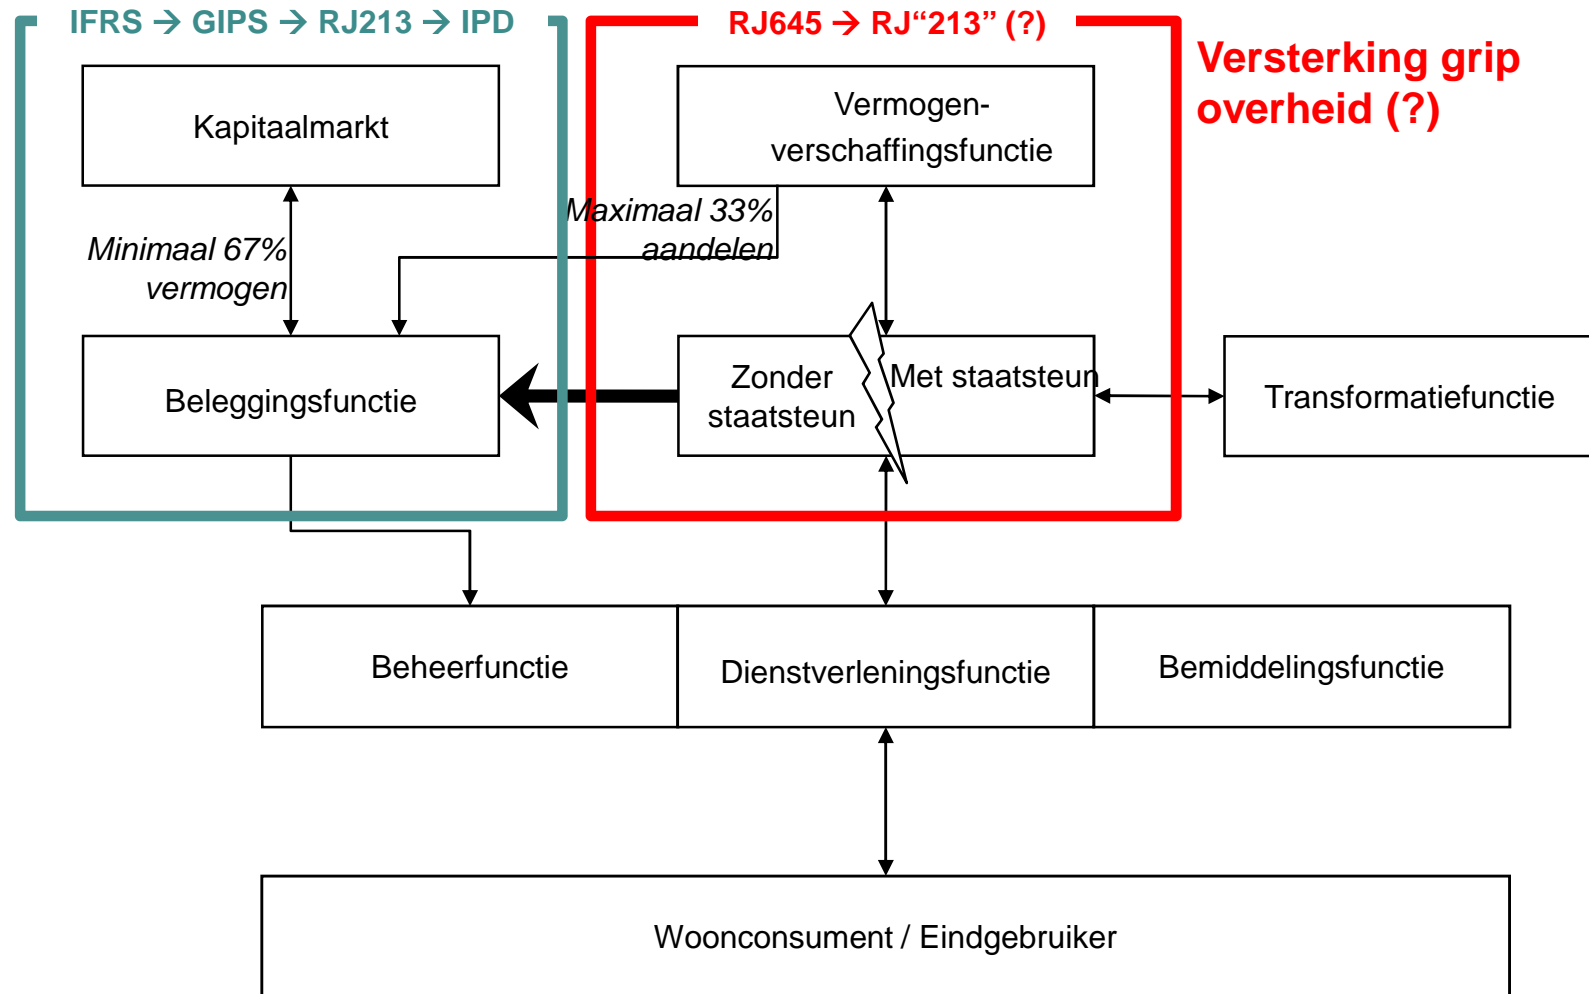 IFRS → GIPS → RJ213 → IPD
RJ645 → RJ“213” (?)
Versterking grip
overheid (?)
Kapitaalmarkt
Vermogen-
verschaffingsfunctie
Minimaal 67%
vermogen
Maximaal 33%
aandelen
Beleggingsfunctie
Zonder
staatsteun
Met staatsteun
Transformatiefunctie
Beheerfunctie
Dienstverleningsfunctie
Bemiddelingsfunctie
Woonconsument / Eindgebruiker